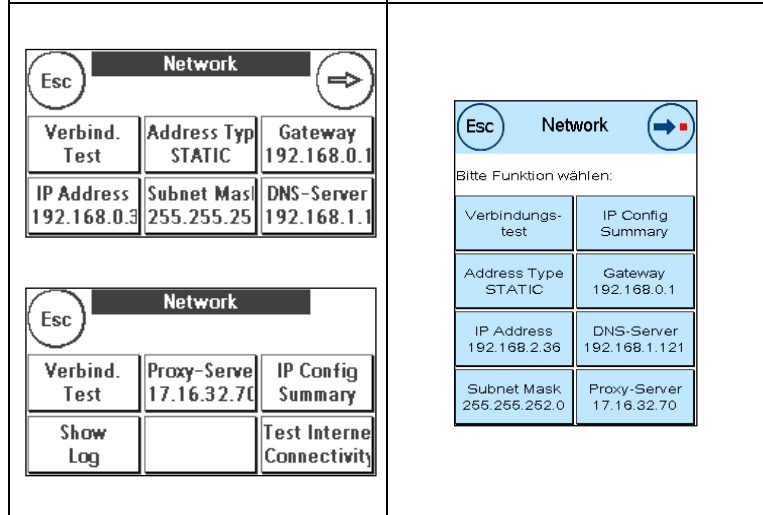 Network
Esc
Verbind. Test
Address Typ STATIC
Gateway 192.168.0.1
IP Address 192.168.0.3
Subnet Mas 255.255.25
DNS-Server 192.168.1.1
Network
Esc
Verbind. Test
Proxy-Serve 17.16.32.70
IP Config Summary
Show Log
Test Interne Connectivity
Esc
Network
Bitte Funktion wählen:
Verbindungs-
test
IP Config
Summary
Address Type
STATIC
Gateway
192.168.0.1
IP Address
192.168.2.36
DNS-Server
192.168.1.121
Subnet Mask
255.255.252.0
Proxy-Server
17.16.32.70